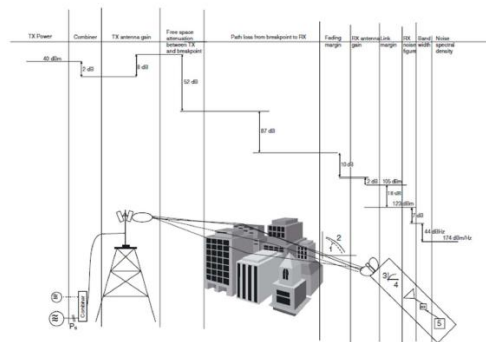 TX Power
Combiner
TX antenna gain
Free space
attenuation
between TX
and breakpoint
Path loss from breakpoint to RX
Fading
margin
RX antenna
gain
Link
margin
RX
noise
figure
Band
width
Noise
spectral
density
40 dBm
2 dB
8 dB
52 dB
87 dB
10 dB
2 dB
105 dBm
18 dB
123 dBm
7 dB
44 dBHz
174 dBm/Hz
1
2
3
4
5
Combiner